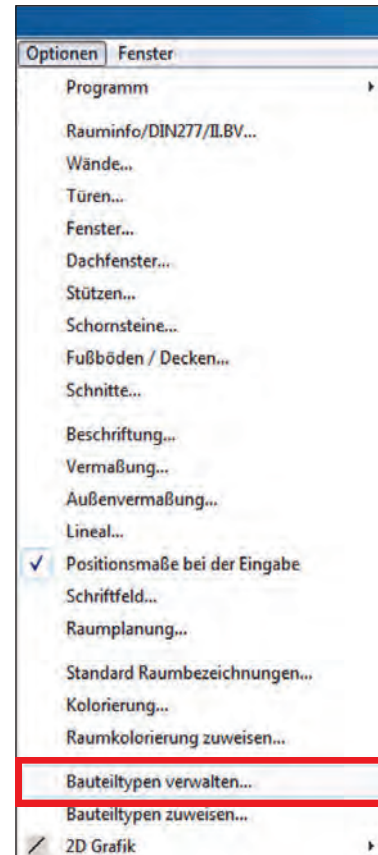 Optionen Fenster
Programm
Rauminfo/DIN277/II.BV...
Wände...
Türen...
Fenster...
Dachfenster...
Stützen...
Schornsteine...
Fußböden / Decken...
Schnitte...
Beschriftung...
Vermaßung...
Außenvermaßung...
Lineal...
Positionsmaße bei der Eingabe
Schriftfeld...
Raumplanung...
Standard Raumbezeichnungen...
Kolorierung...
Raumkolorierung zuweisen...
Bauteiltypen verwalten...
Bauteiltypen zuweisen...
2D Grafik